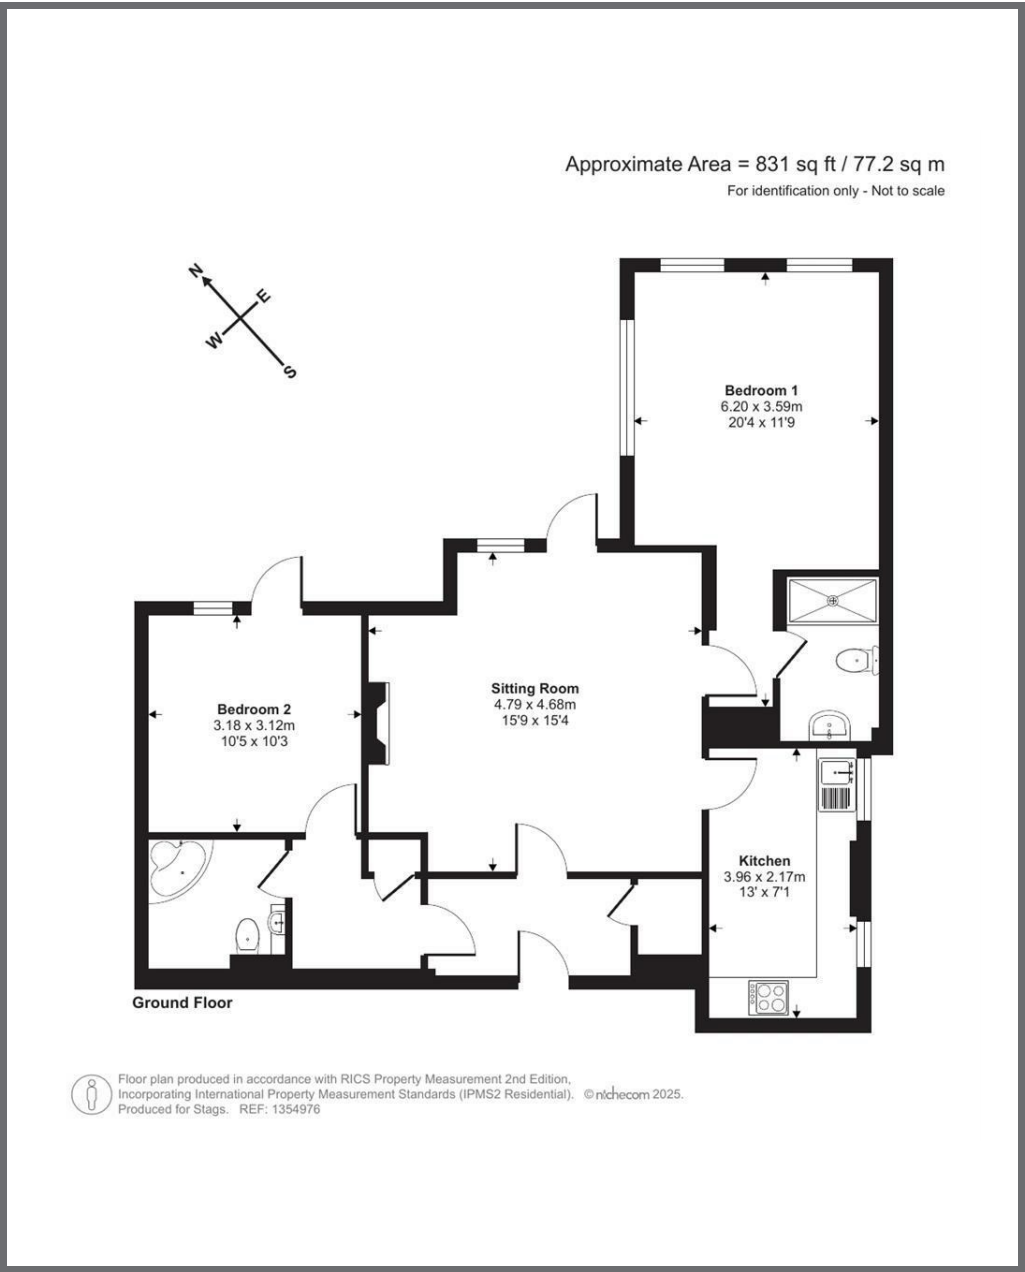 Approximate Area = 831 sq ft / 77.2 sq m
For identification only - Not to scale
N
E
W
S
Bedroom 1
6.20 x 3.59m
20'4 x 11'9
Sitting Room
4.79 x 4.68m
15'9 x 15'4
Bedroom 2
3.18 x 3.12m
10'5 x 10'3
Kitchen
3.96 x 2.17m
13' x 7'1
Ground Floor
Floor plan produced in accordance with RICS Property Measurement 2nd Edition,
Incorporating International Property Measurement Standards (IPMS2 Residential). © nichecom 2025.
Produced for Stags. REF: 1354976